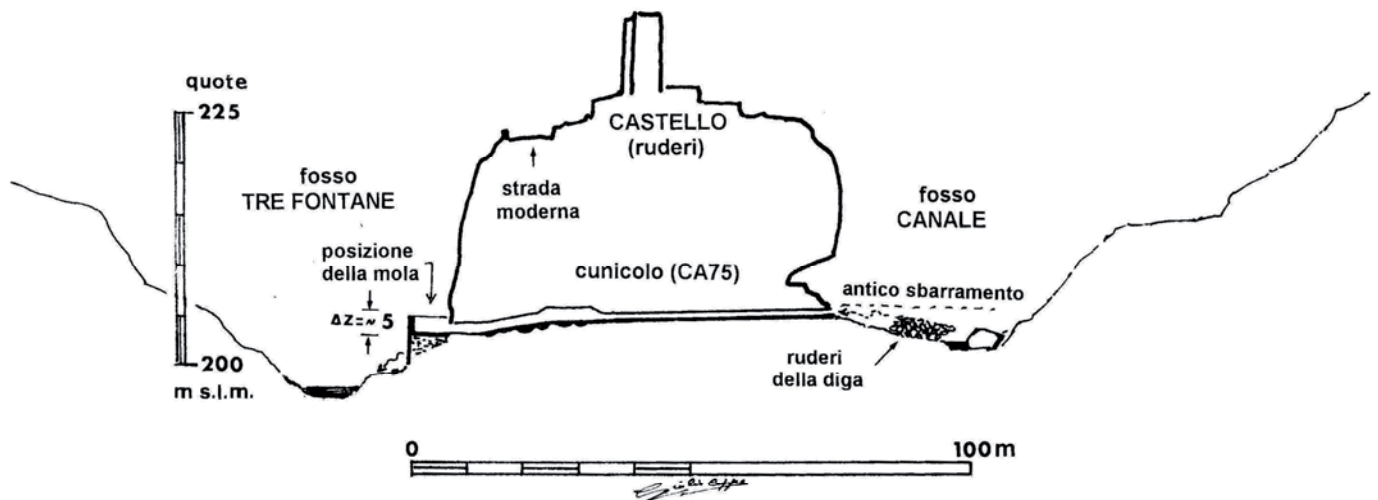 quote
225
CASTELLO
(ruderi)
fosso
TRE FONTANE
strada
moderna
fosso
CANALE
posizione
della mola
cunicolo (CA75)
antico sbarramento
ΔZ=~5
200
m s.l.m.
ruderi
della diga
0
100m